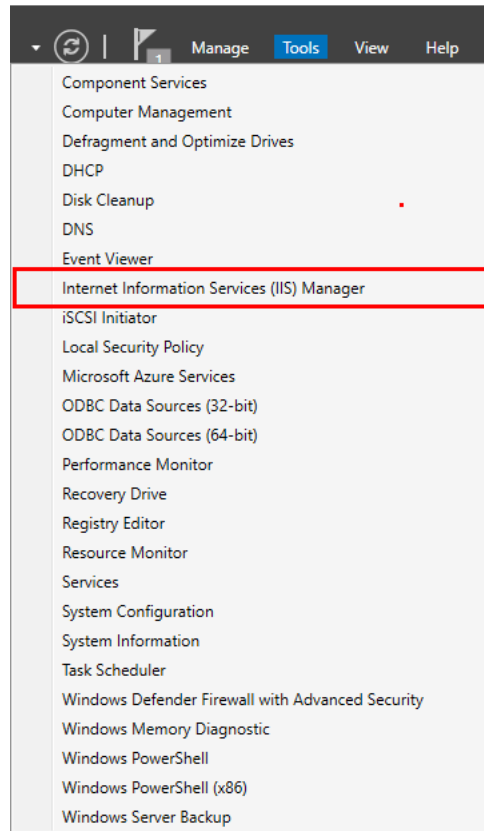 1 Manage Tools View Help
Component Services
Computer Management
Defragment and Optimize Drives
DHCP
Disk Cleanup
DNS
Event Viewer
Internet Information Services (IIS) Manager
iSCSI Initiator
Local Security Policy
Microsoft Azure Services
ODBC Data Sources (32-bit)
ODBC Data Sources (64-bit)
Performance Monitor
Recovery Drive
Registry Editor
Resource Monitor
Services
System Configuration
System Information
Task Scheduler
Windows Defender Firewall with Advanced Security
Windows Memory Diagnostic
Windows PowerShell
Windows PowerShell (x86)
Windows Server Backup